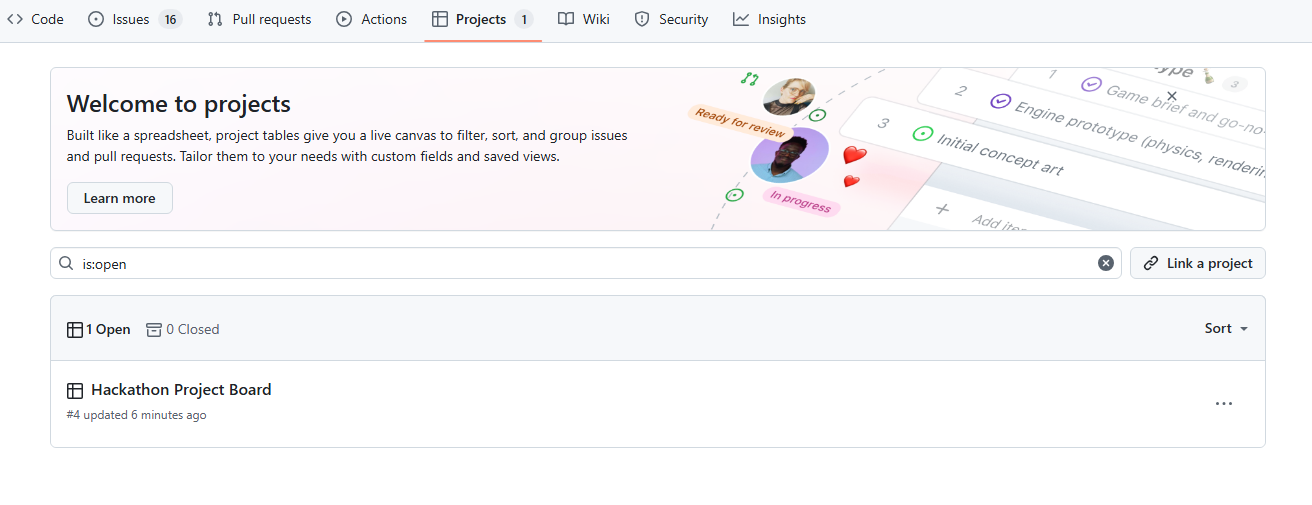 Code
Issues 16
Pull requests
Actions
Projects 1
Wiki
Security
Insights
Welcome to projects
Built like a spreadsheet, project tables give you a live canvas to filter, sort, and group issues
and pull requests. Tailor them to your needs with custom fields and saved views.
Learn more
Ready for review
In progress
3
1 Game brief and go-no-
2 Engine prototype (physics, renderin
3 Initial concept art
+ Add
is:open
Link a project
1 Open
0 Closed
Sort
Hackathon Project Board
#4 updated 6 minutes ago